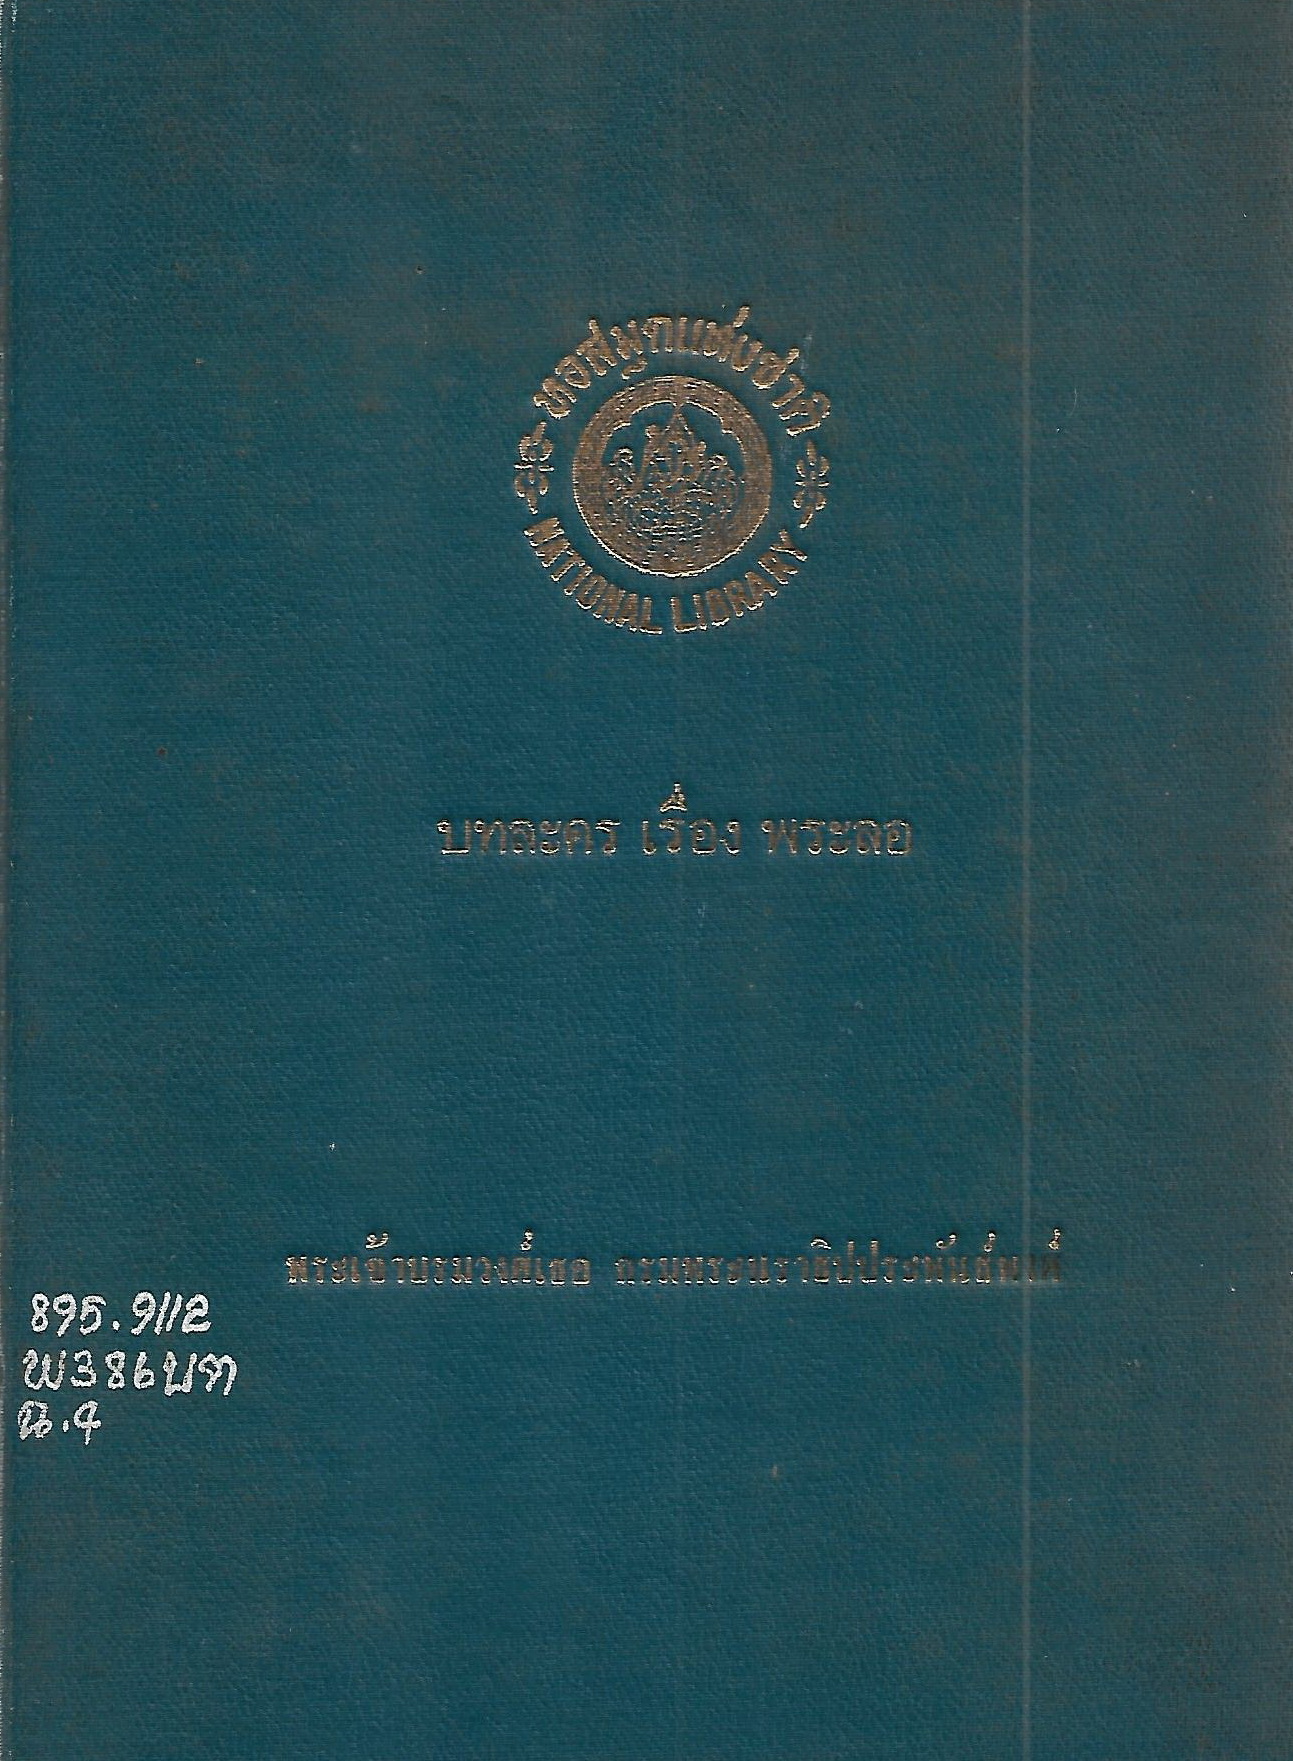 หอสมุดแห่งชาติ
NATIONAL LIBRARY
บทละคร เรื่อง พระลอ
พระเจ้าบรมวงศ์เธอ กรมพระนราธิปประพันธ์พงศ์
895.9112
พ386บท
ฉ.4